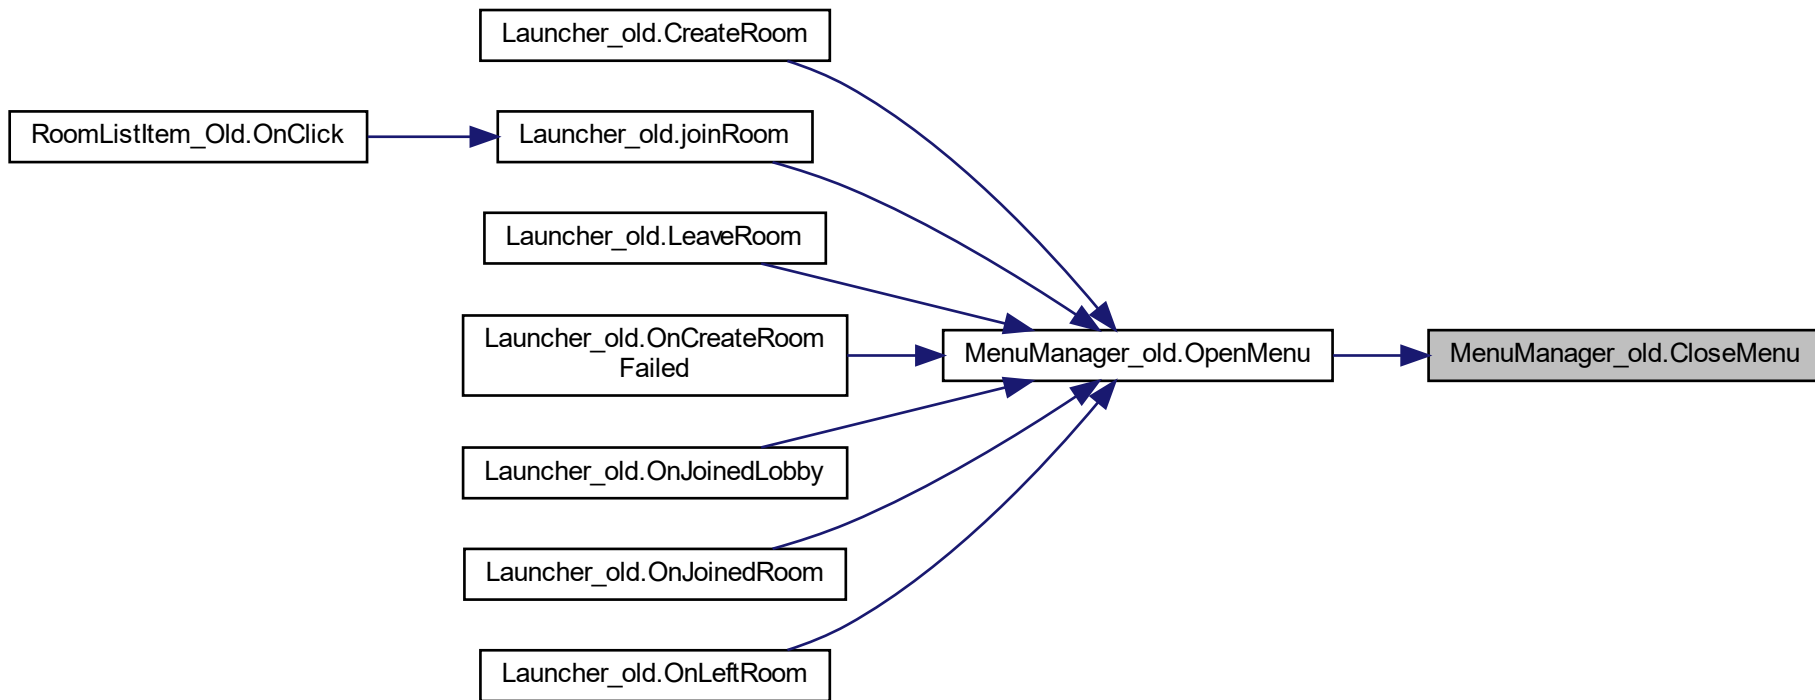 Launcher_old.CreateRoom
RoomListItem_Old.OnClick
Launcher_old.joinRoom
Launcher_old.LeaveRoom
Launcher_old.OnCreateRoom
Failed
MenuManager_old.OpenMenu
MenuManager_old.CloseMenu
Launcher_old.OnJoinedLobby
Launcher_old.OnJoinedRoom
Launcher_old.OnLeftRoom